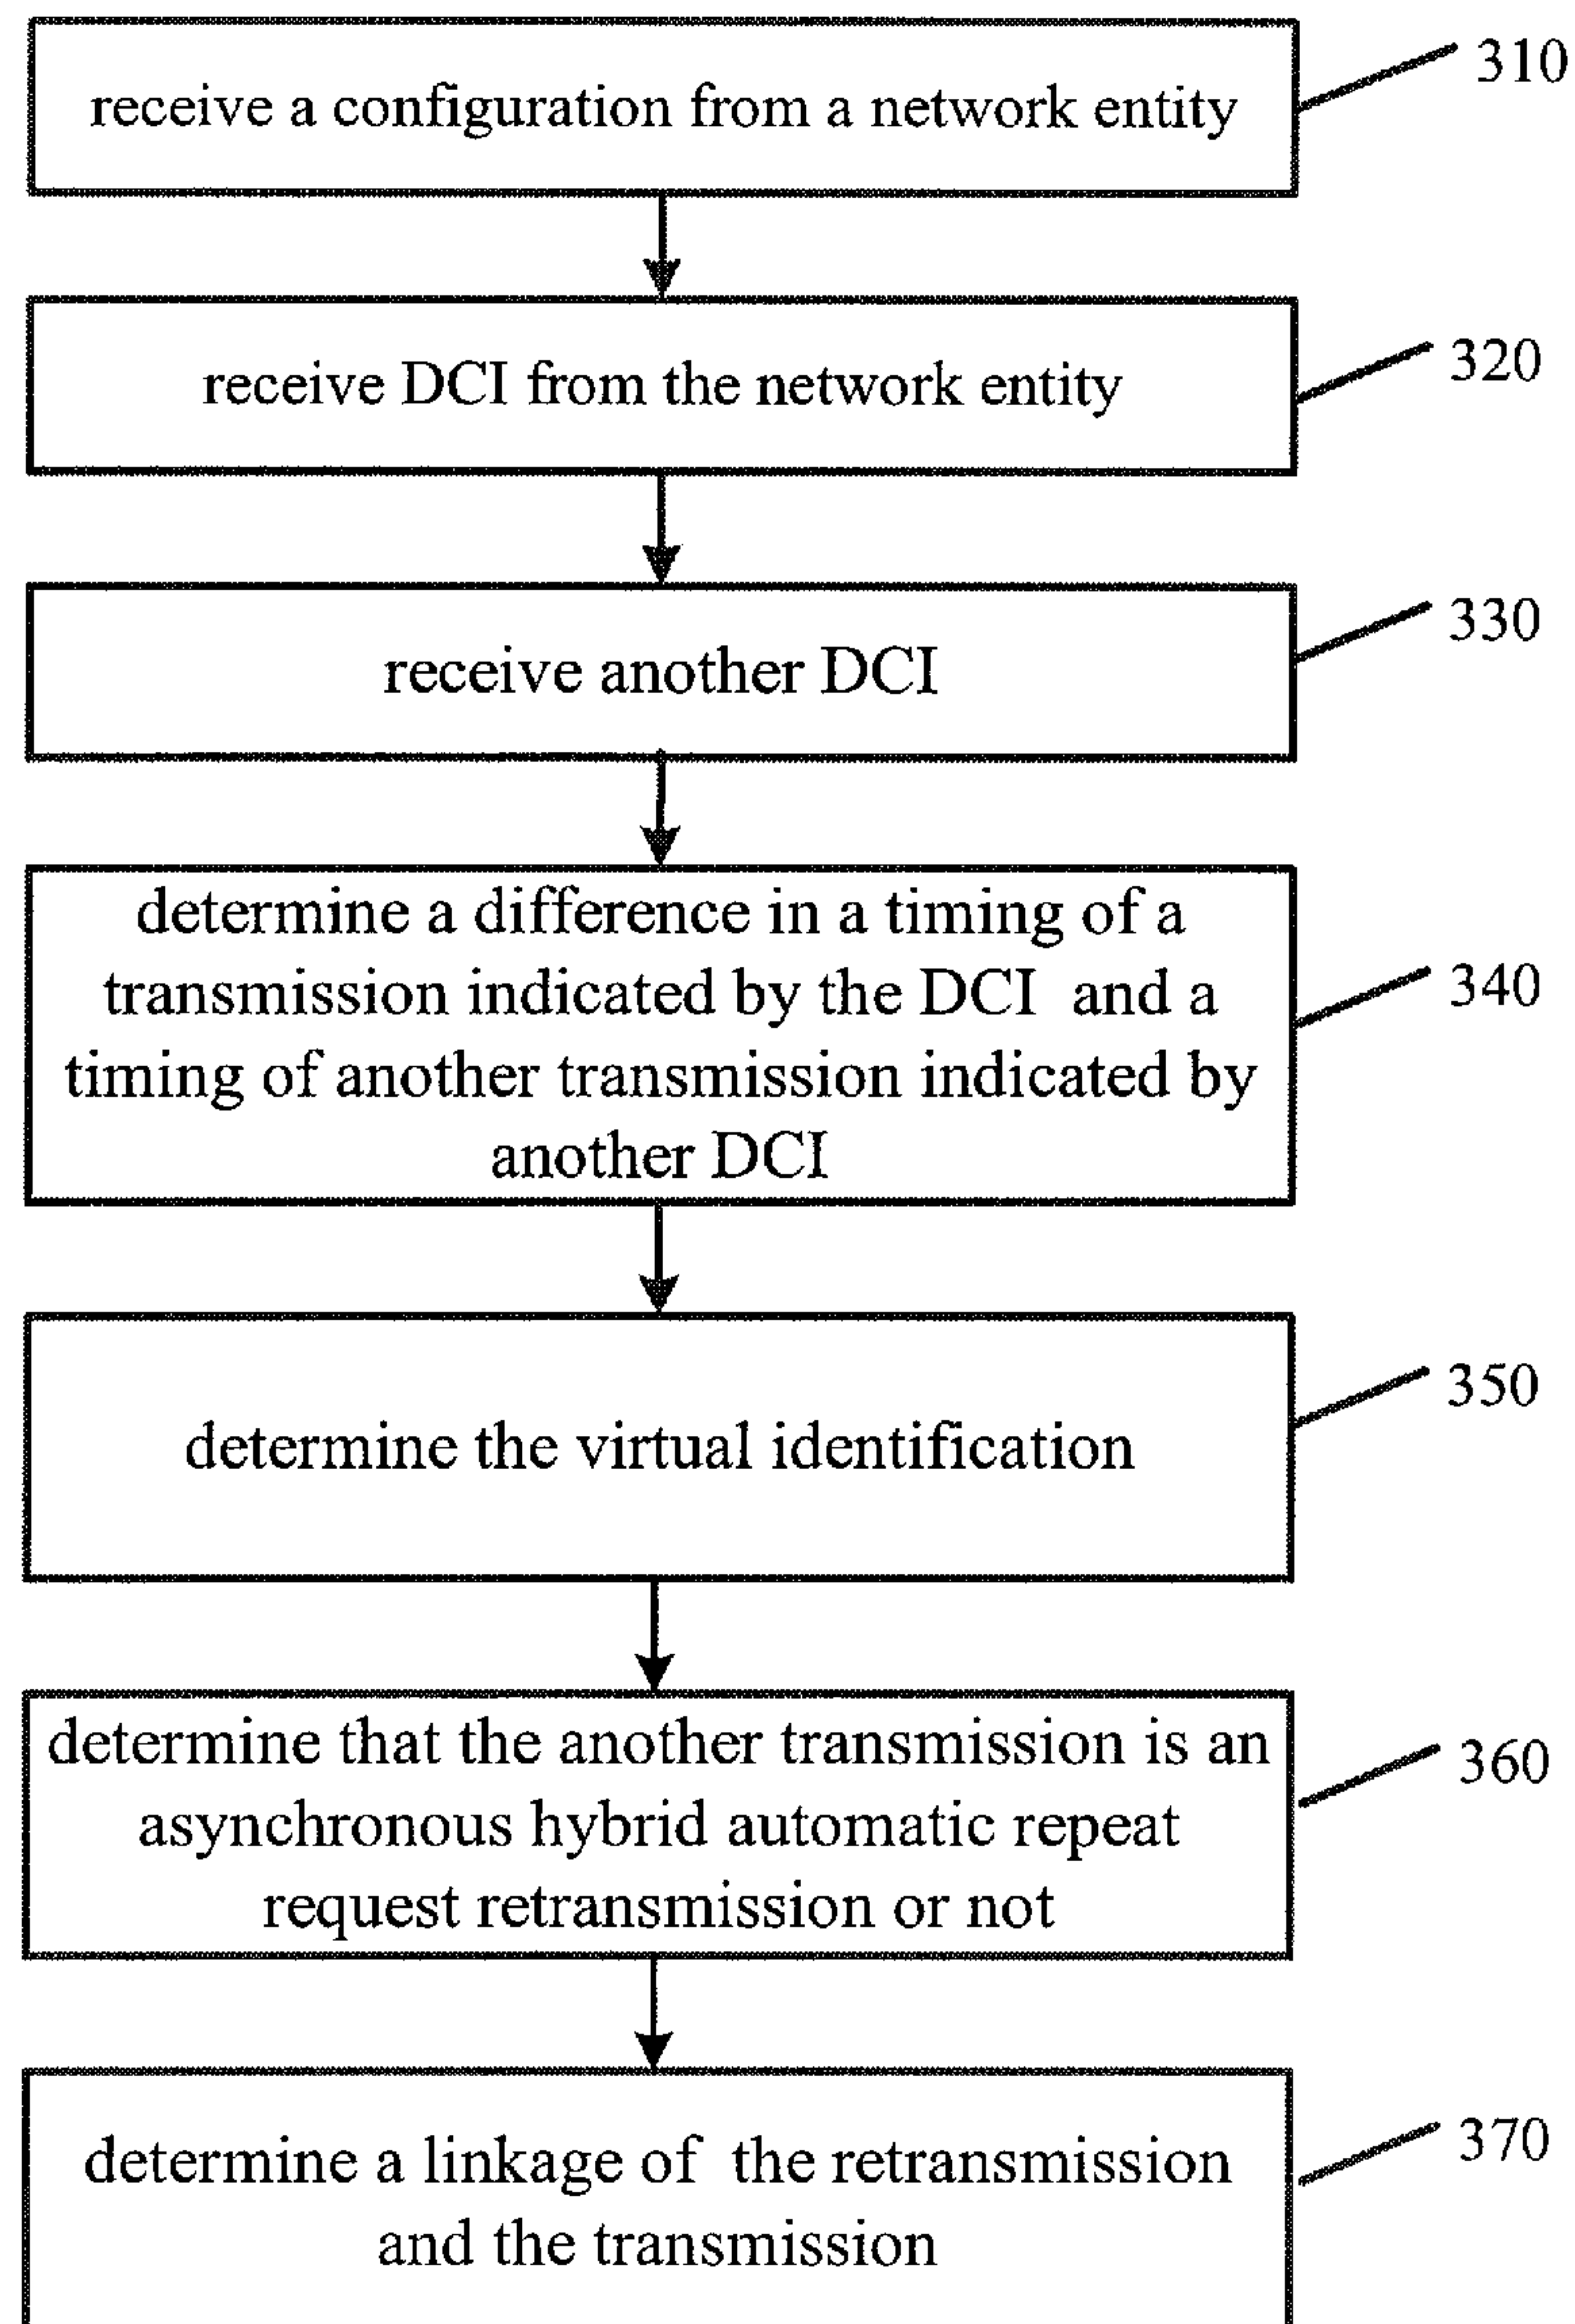 receive a configuration from a network entity
310
receive DCI from the network entity
320
receive another DCI
330
determine a difference in a timing of a
transmission indicated by the DCI and a
timing of another transmission indicated by
another DCI
340
determine the virtual identification
350
determine that the another transmission is an
asynchronous hybrid automatic repeat
request retransmission or not
360
determine a linkage of the retransmission
and the transmission
370